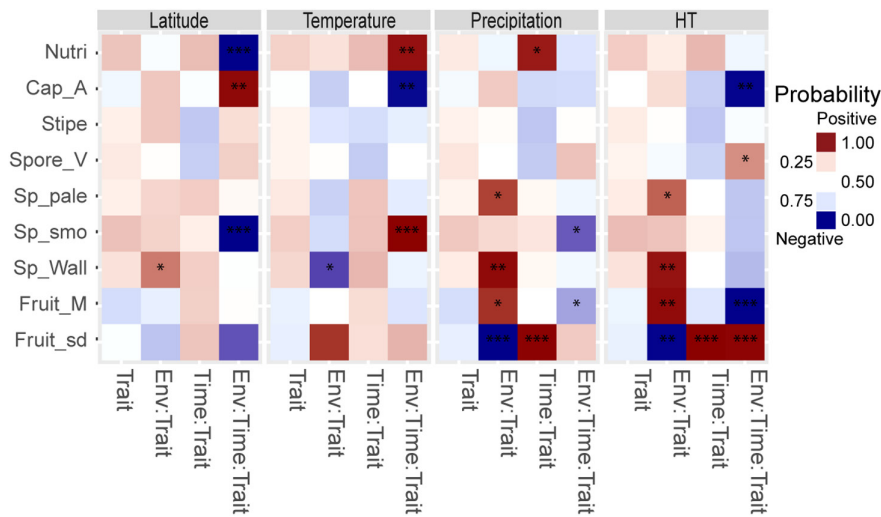 Latitude Temperature Precipitation HT
Nutri *** ** *
Cap_A ** ** **
Stipe
Spore_V *
Sp_pale * *
Sp_smo *** *** *
Sp_Wall * * ** **
Fruit_M * * ** ***
Fruit_sd *** *** ** *** ***
Trait Env:Trait Time:Trait Env:Time:Trait Trait Env:Trait Time:Trait Env:Time:Trait Trait Env:Trait Time:Trait Env:Time:Trait Trait Env:Trait Time:Trait Env:Time:Trait
Probability
Positive
1.00
0.25
0.50
0.75
0.00
Negative